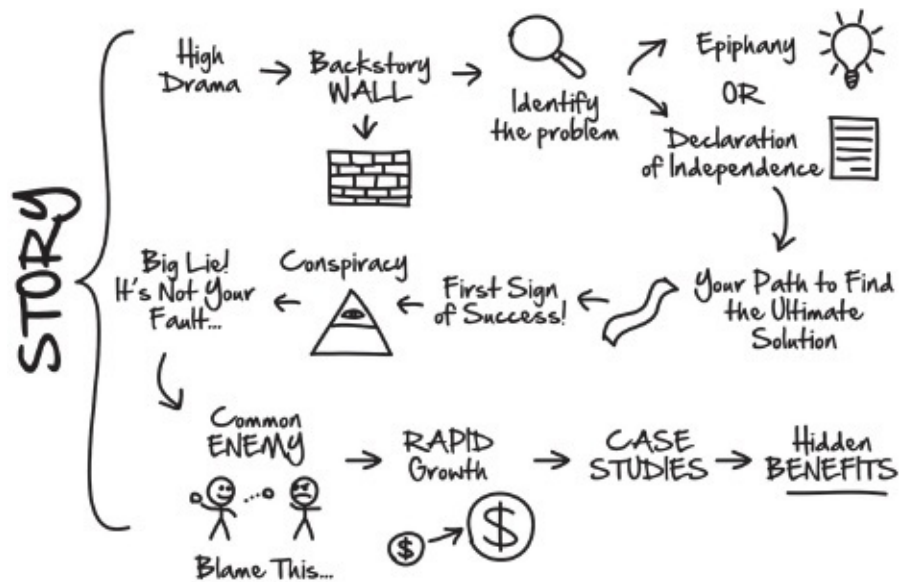 STORY
High
Drama
Backstory
WALL
Identify
the problem
Epiphany
OR
Declaration
of Independence
Your Path to Find
the Ultimate
Solution
First Sign
of Success!
Conspiracy
Big Lie!
It's Not Your
Fault...
Common
ENEMY
Blame This...
RAPID
Growth
$
$
CASE
STUDIES
Hidden
BENEFITS